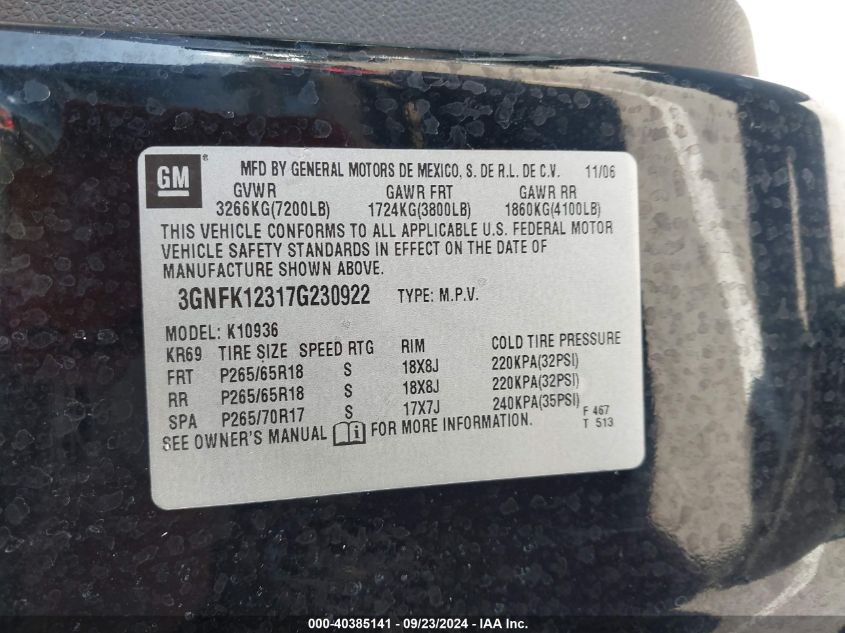 GM ® MFD BY GENERAL MOTORS DE MEXICO, S. DE R.L. DE C.V. 11/06
GVWR GAWR FRT GAWR RR
3266KG(7200LB) 1724KG(3800LB) 1860KG(4100LB)
THIS VEHICLE CONFORMS TO ALL APPLICABLE U.S. FEDERAL MOTOR
VEHICLE SAFETY STANDARDS IN EFFECT ON THE DATE OF
MANUFACTURE SHOWN ABOVE.
3GNFK12317G230922 TYPE: M.P.V.
MODEL: K10936
KR69 TIRE SIZE SPEED RTG RIM COLD TIRE PRESSURE
FRT P265/65R18 S 18X8J 220KPA(32PSI)
RR P265/65R18 S 18X8J 220KPA(32PSI)
SPA P265/70R17 S 17X7J 240KPA(35PSI)
SEE OWNER'S MANUAL FOR MORE INFORMATION.
F 467
T 513
000-40385141 - 09/23/2024 - IAA Inc.